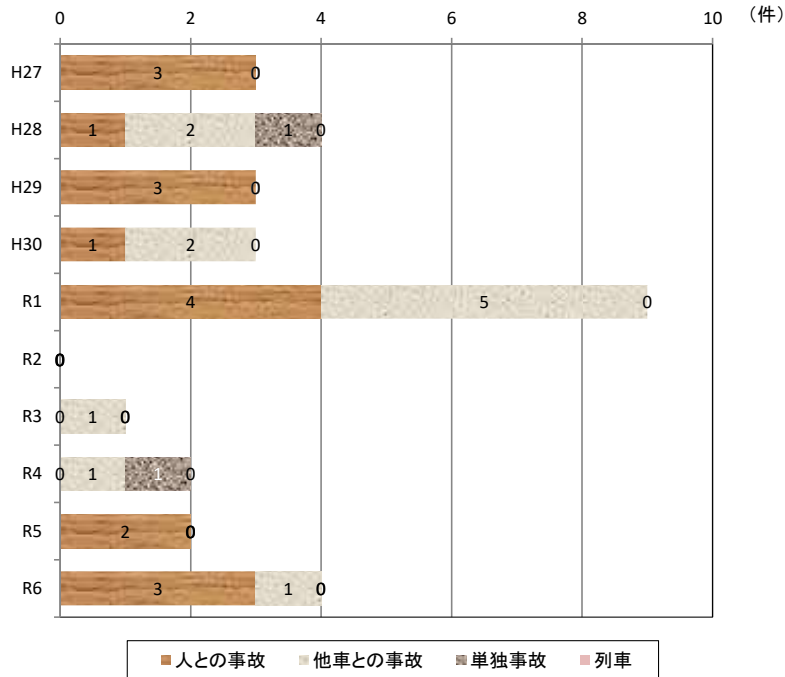 0 2 4 6 8 10 （件）
H27 3 0
H28 1 2 1 0
H29 3 0
H30 1 2 0
R1 4 5 0
R2 0
R3 0 1 0
R4 0 1 1 0
R5 2 0
R6 3 1 0
人との事故 他車との事故 単独事故 列車